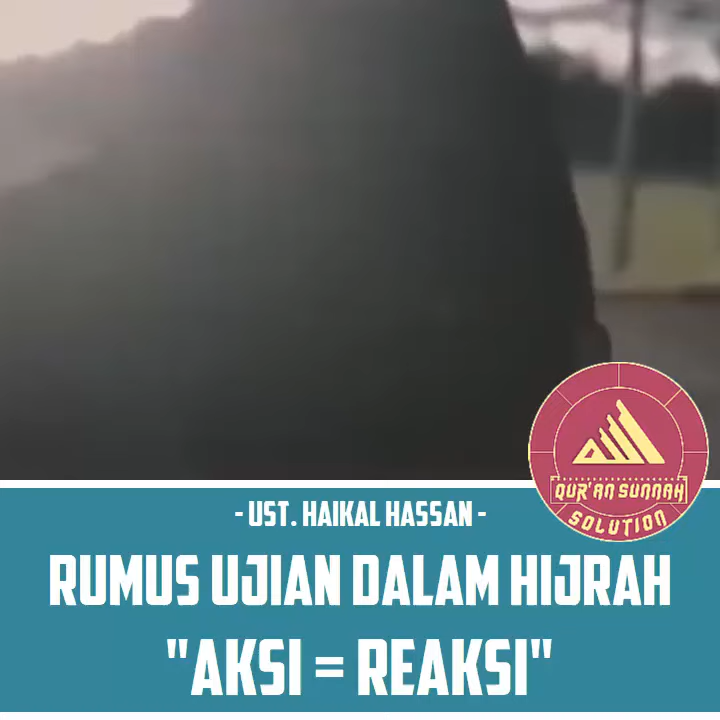 QUR'AN SUNNAH
SOLUTION
- UST. HAIKAL HASSAN -
RUMUS UJIAN DALAM HIJRAH
"AKSI = REAKSI"